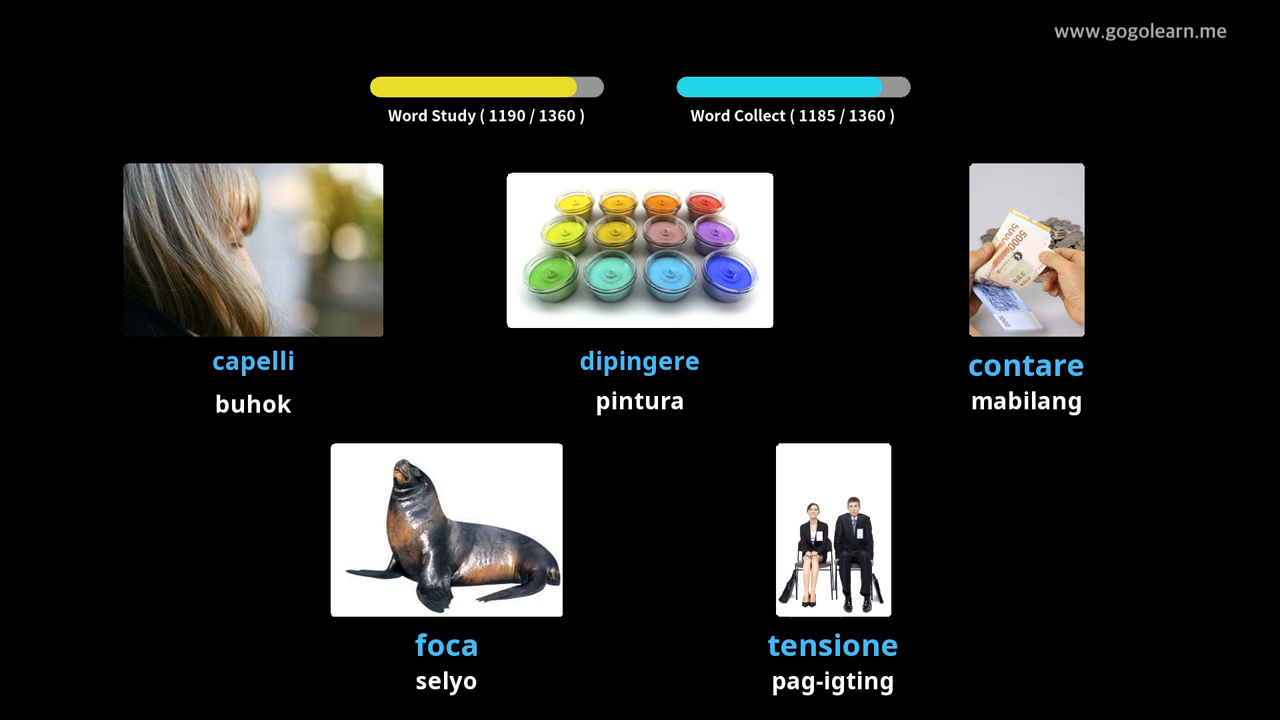 www.gogolearn.me
Word Study ( 1190 / 1360 )
Word Collect ( 1185 / 1360 )
capelli
buhok
dipingere
pintura
contare
mabilang
foca
selyo
tensione
pag-igting